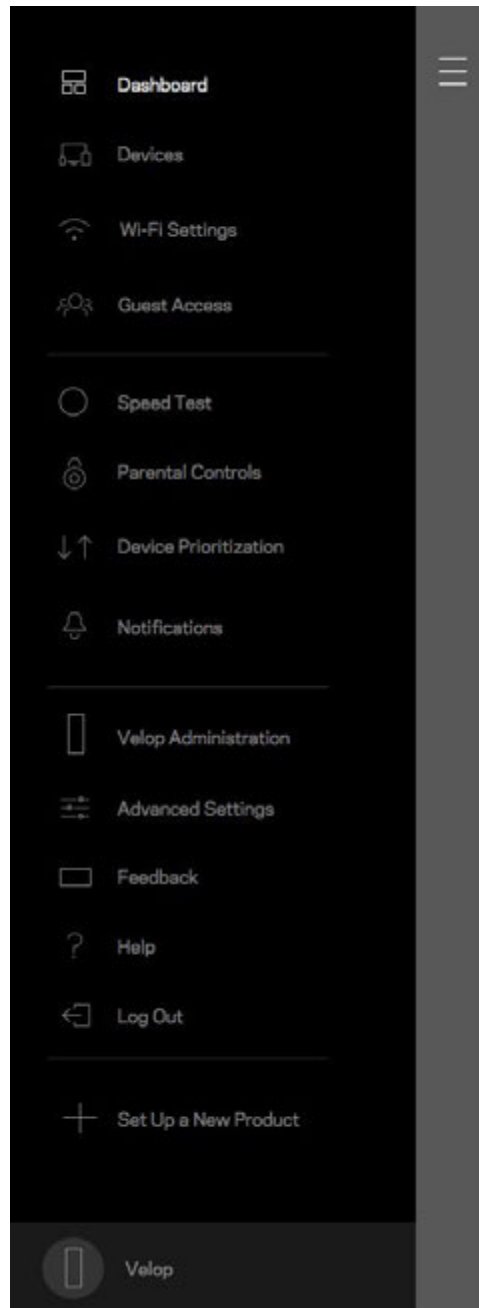 Dashboard
Devices
Wi-Fi Settings
Guest Access
Speed Test
Parental Controls
Device Prioritization
Notifications
Velop Administration
Advanced Settings
Feedback
Help
Log Out
Set Up a New Product
Velop